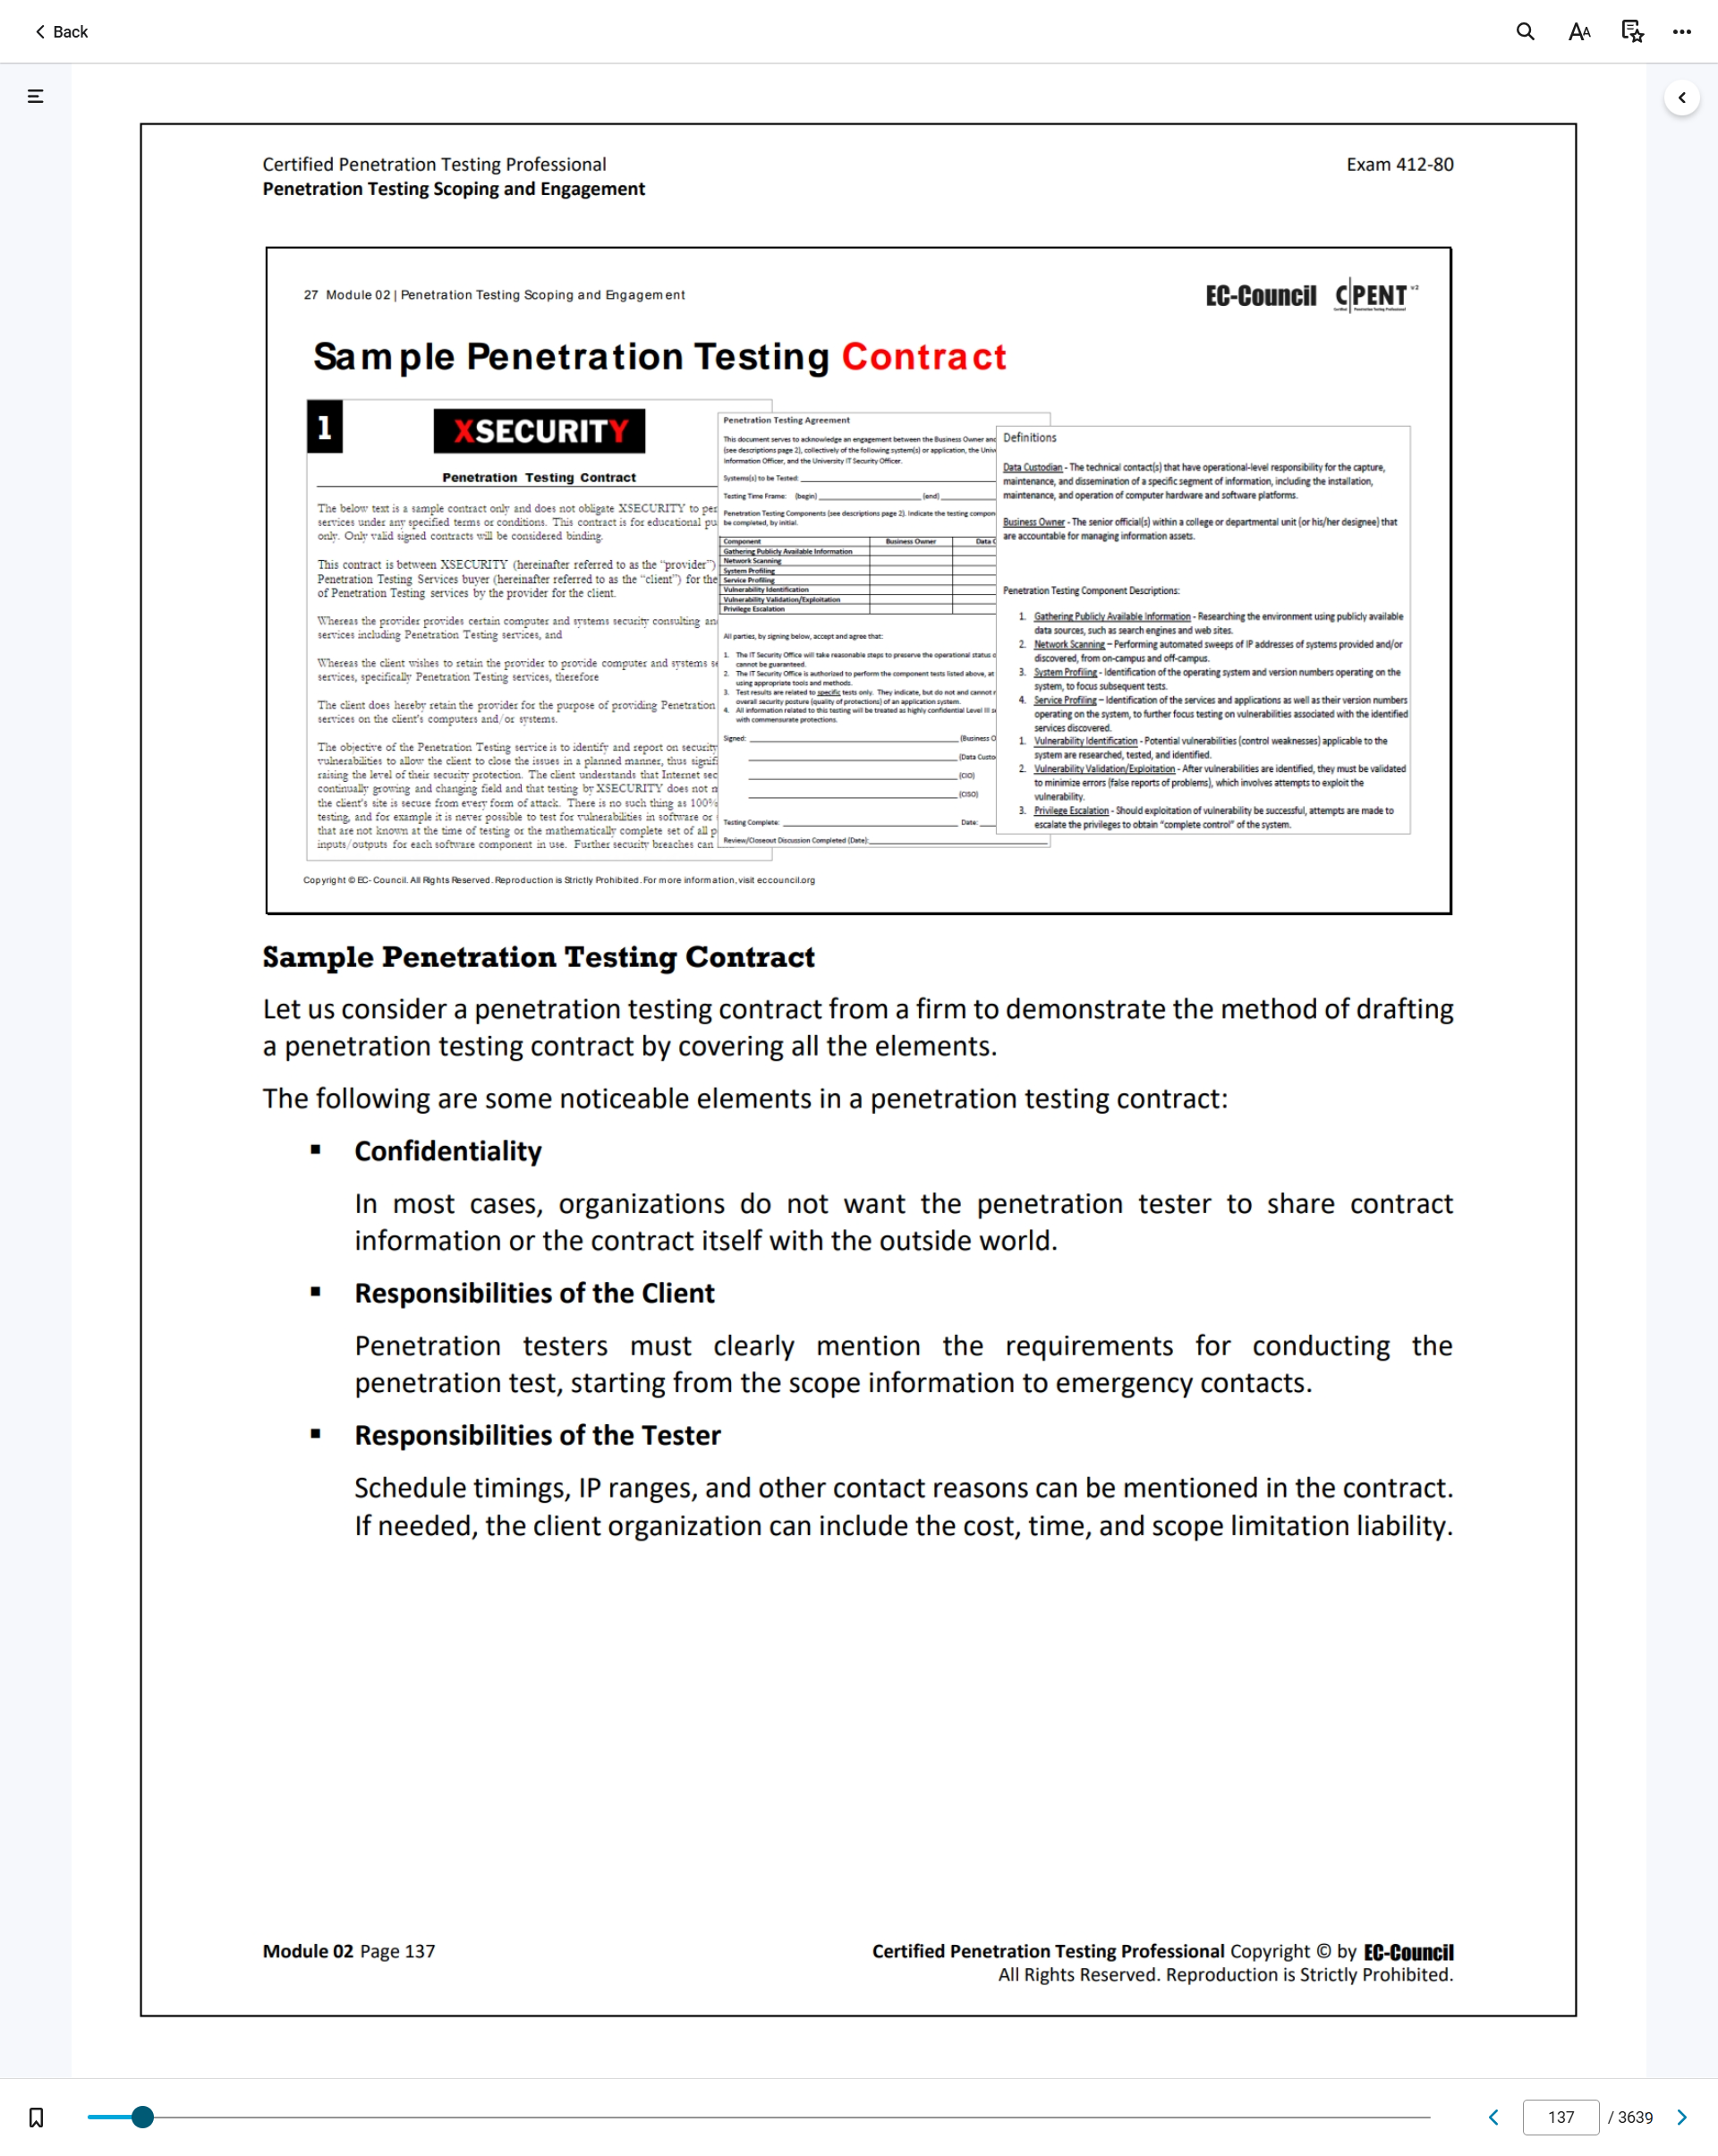 Back
Certified Penetration Testing Professional
Exam 412-80
Penetration Testing Scoping and Engagement
27 Module 02 | Penetration Testing Scoping and Engagement
EC-Council C|PENT v2
Sample Penetration Testing Contract
1
XSECURITY
Penetration Testing Contract
The below text is a sample contract only and does not obligate XSECURITY to per
services under any specified terms or conditions. This contract is for educational pu
only. Only valid signed contracts will be considered binding.
This contract is between XSECURITY (hereinafter referred to as the “provider”)
Penetration Testing Services buyer (hereinafter referred to as the “client”) for the
of Penetration Testing services by the provider for the client.
Whereas the provider provides certain computer and systems security consulting an
services including Penetration Testing services, and
Whereas the client wishes to retain the provider to provide computer and systems se
services, specifically Penetration Testing services, therefore
The client does hereby retain the provider for the purpose of providing Penetration
services on the client's computers and/or systems.
The objective of the Penetration Testing service is to identify and report on security
vulnerabilities to allow the client to close the issues in a planned manner, thus signifi
raising the level of their security protection. The client understands that Internet sec
continually growing and changing field and that testing by XSECURITY does not m
the client's site is secure from every form of attack. There is no such thing as 100%
testing, and for example it is never possible to test for vulnerabilities in software or
that are not known at the time of testing or the mathematically complete set of all p
inputs/outputs for each software component in use. Further security breaches can
Penetration Testing Agreement
This document serves to acknowledge an engagement between the Business Owner and
(see descriptions page 2), collectively of the following system(s) or application, the Univ
Information Officer, and the University IT Security Officer.
Systems(s) to be Tested:
Testing Time Frame: (begin) (end)
Penetration Testing Components (see descriptions page 2). Indicate the testing compon
be completed, by initial.
Component Business Owner Data C
Gathering Publicly Available Information
Network Scanning
System Profiling
Service Profiling
Vulnerability Identification
Vulnerability Validation/Exploitation
Privilege Escalation
All parties, by signing below, accept and agree that:
1. The IT Security Office will take reasonable steps to preserve the operational status o
cannot be guaranteed.
2. The IT Security Office is authorized to perform the component tests listed above, at
using appropriate tools and methods.
3. Test results are related to specific tests only. They indicate, but do not and cannot r
overall security posture (quality of protections) of an application system.
4. All information related to this testing will be treated as highly confidential Level III se
with commensurate protections.
Signed: (Business O
(Data Custo
(CIO)
(CISO)
Testing Complete: Date:
Review/Closeout Discussion Completed (Date):
Definitions
Data Custodian - The technical contact(s) that have operational-level responsibility for the capture,
maintenance, and dissemination of a specific segment of information, including the installation,
maintenance, and operation of computer hardware and software platforms.
Business Owner - The senior official(s) within a college or departmental unit (or his/her designee) that
are accountable for managing information assets.
Penetration Testing Component Descriptions:
1. Gathering Publicly Available Information - Researching the environment using publicly available
data sources, such as search engines and web sites.
2. Network Scanning – Performing automated sweeps of IP addresses of systems provided and/or
discovered, from on-campus and off-campus.
3. System Profiling - Identification of the operating system and version numbers operating on the
system, to focus subsequent tests.
4. Service Profiling – Identification of the services and applications as well as their version numbers
operating on the system, to further focus testing on vulnerabilities associated with the identified
services discovered.
1. Vulnerability Identification - Potential vulnerabilities (control weaknesses) applicable to the
system are researched, tested, and identified.
2. Vulnerability Validation/Exploitation - After vulnerabilities are identified, they must be validated
to minimize errors (false reports of problems), which involves attempts to exploit the
vulnerability.
3. Privilege Escalation - Should exploitation of vulnerability be successful, attempts are made to
escalate the privileges to obtain “complete control” of the system.
Copyright © EC-Council. All Rights Reserved. Reproduction is Strictly Prohibited. For more information, visit eccouncil.org
Sample Penetration Testing Contract
Let us consider a penetration testing contract from a firm to demonstrate the method of drafting
a penetration testing contract by covering all the elements.
The following are some noticeable elements in a penetration testing contract:
▪ Confidentiality
In most cases, organizations do not want the penetration tester to share contract
information or the contract itself with the outside world.
▪ Responsibilities of the Client
Penetration testers must clearly mention the requirements for conducting the
penetration test, starting from the scope information to emergency contacts.
▪ Responsibilities of the Tester
Schedule timings, IP ranges, and other contact reasons can be mentioned in the contract.
If needed, the client organization can include the cost, time, and scope limitation liability.
Module 02 Page 137
Certified Penetration Testing Professional Copyright © by EC-Council
All Rights Reserved. Reproduction is Strictly Prohibited.
137 / 3639